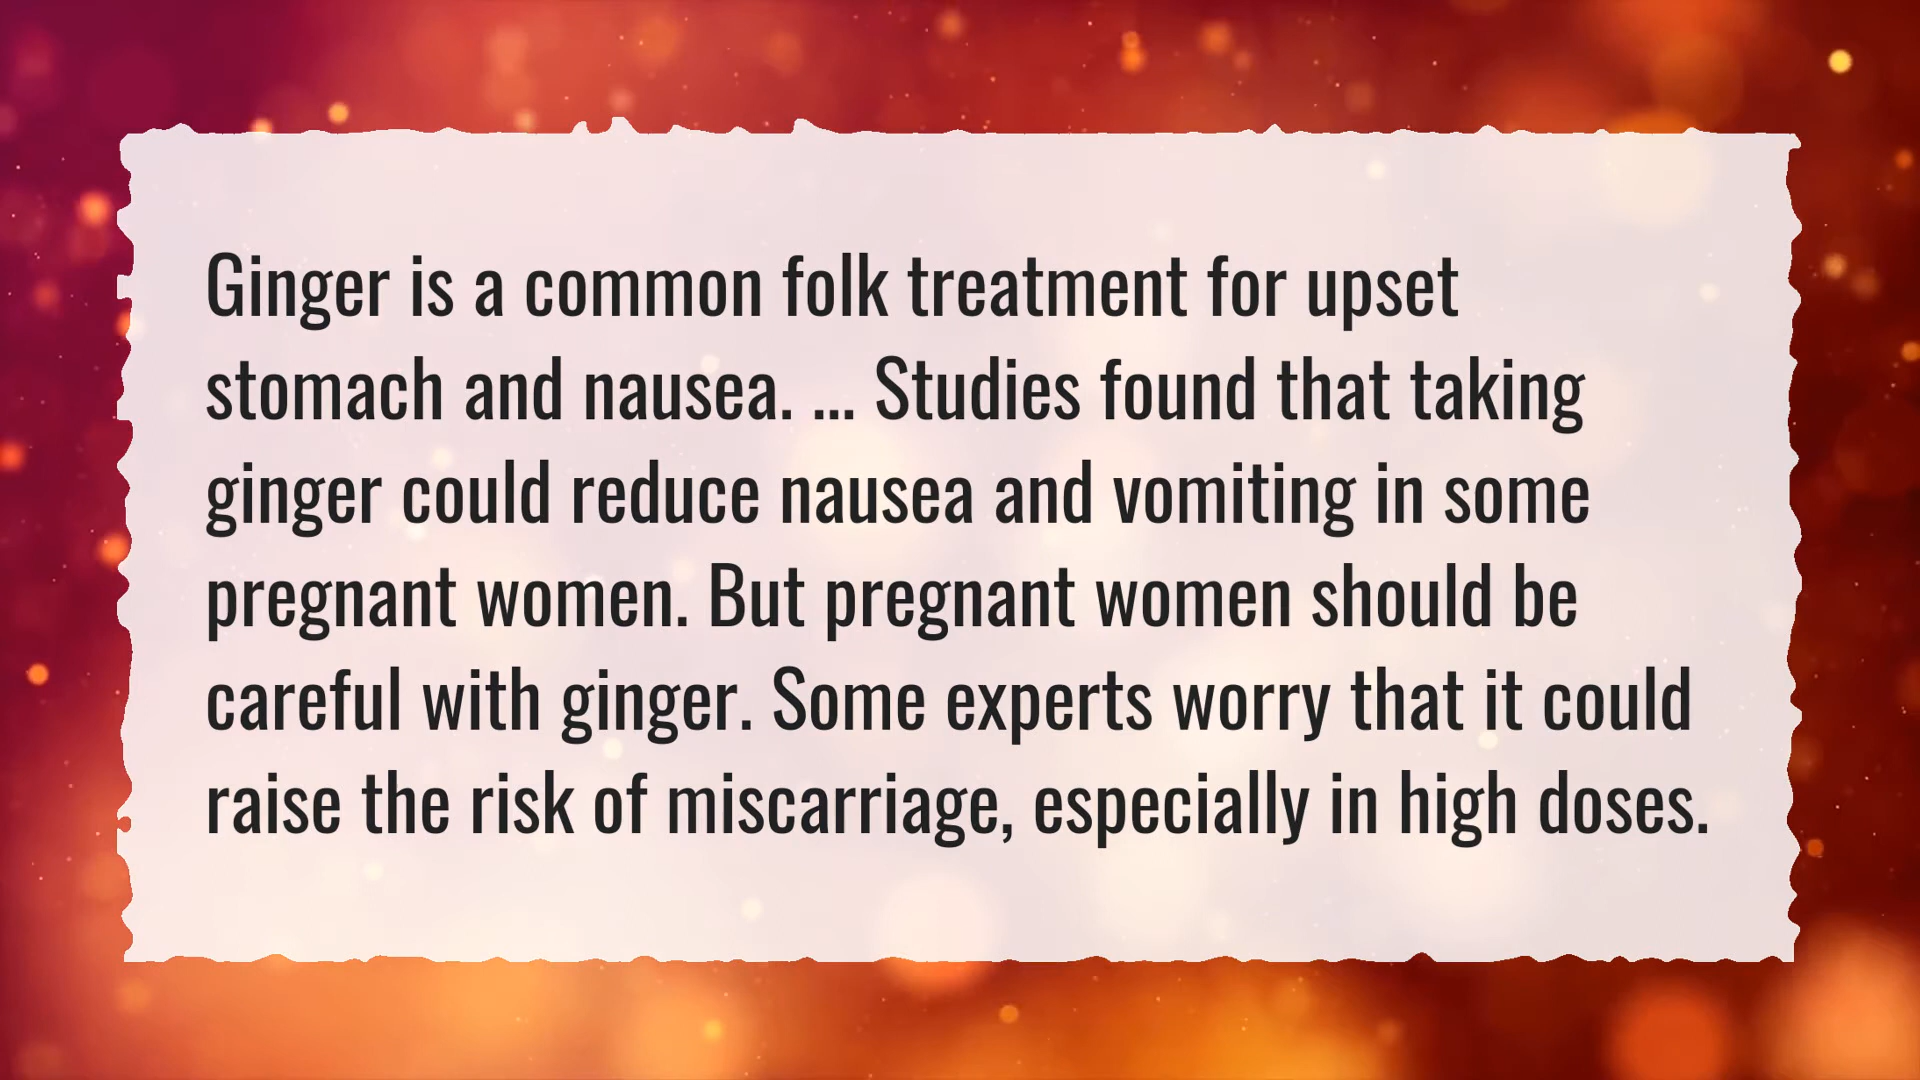 Ginger is a common folk treatment for upset
stomach and nausea. ... Studies found that taking
ginger could reduce nausea and vomiting in some
pregnant women. But pregnant women should be
careful with ginger. Some experts worry that it could
raise the risk of miscarriage, especially in high doses.